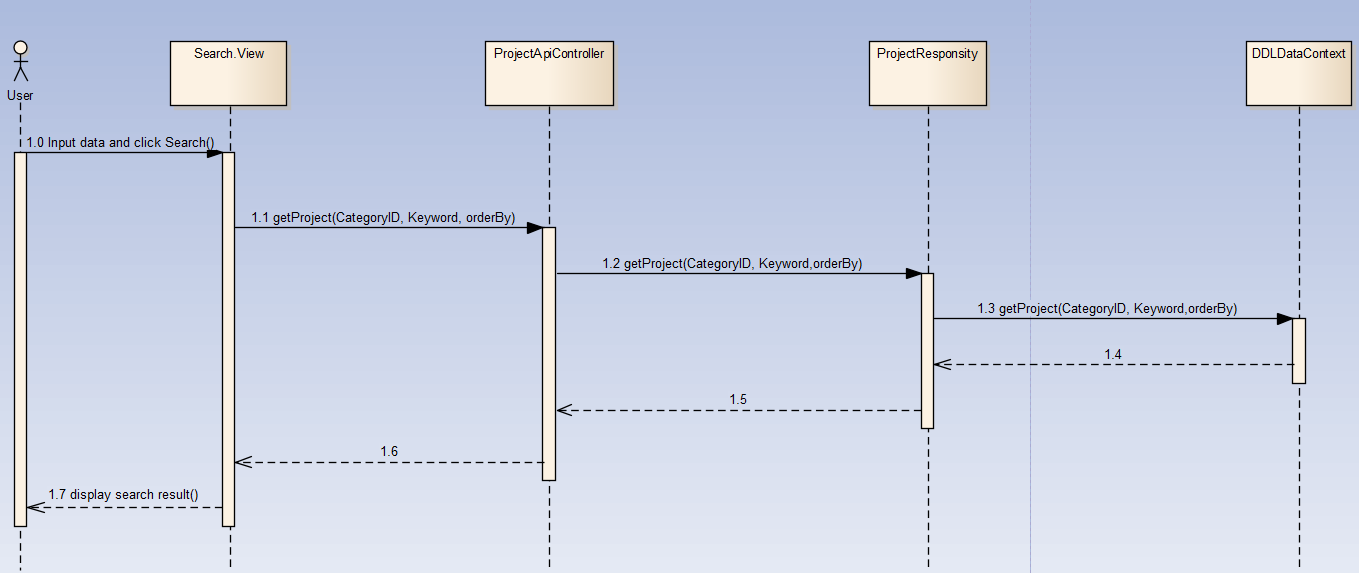 User
Search.View
ProjectApiController
ProjectResponsity
DDLDataContext
1.0 Input data and click Search()
1.1 getProject(CategoryID, Keyword, orderBy)
1.2 getProject(CategoryID, Keyword,orderBy)
1.3 getProject(CategoryID, Keyword,orderBy)
1.4
1.5
1.6
1.7 display search result()